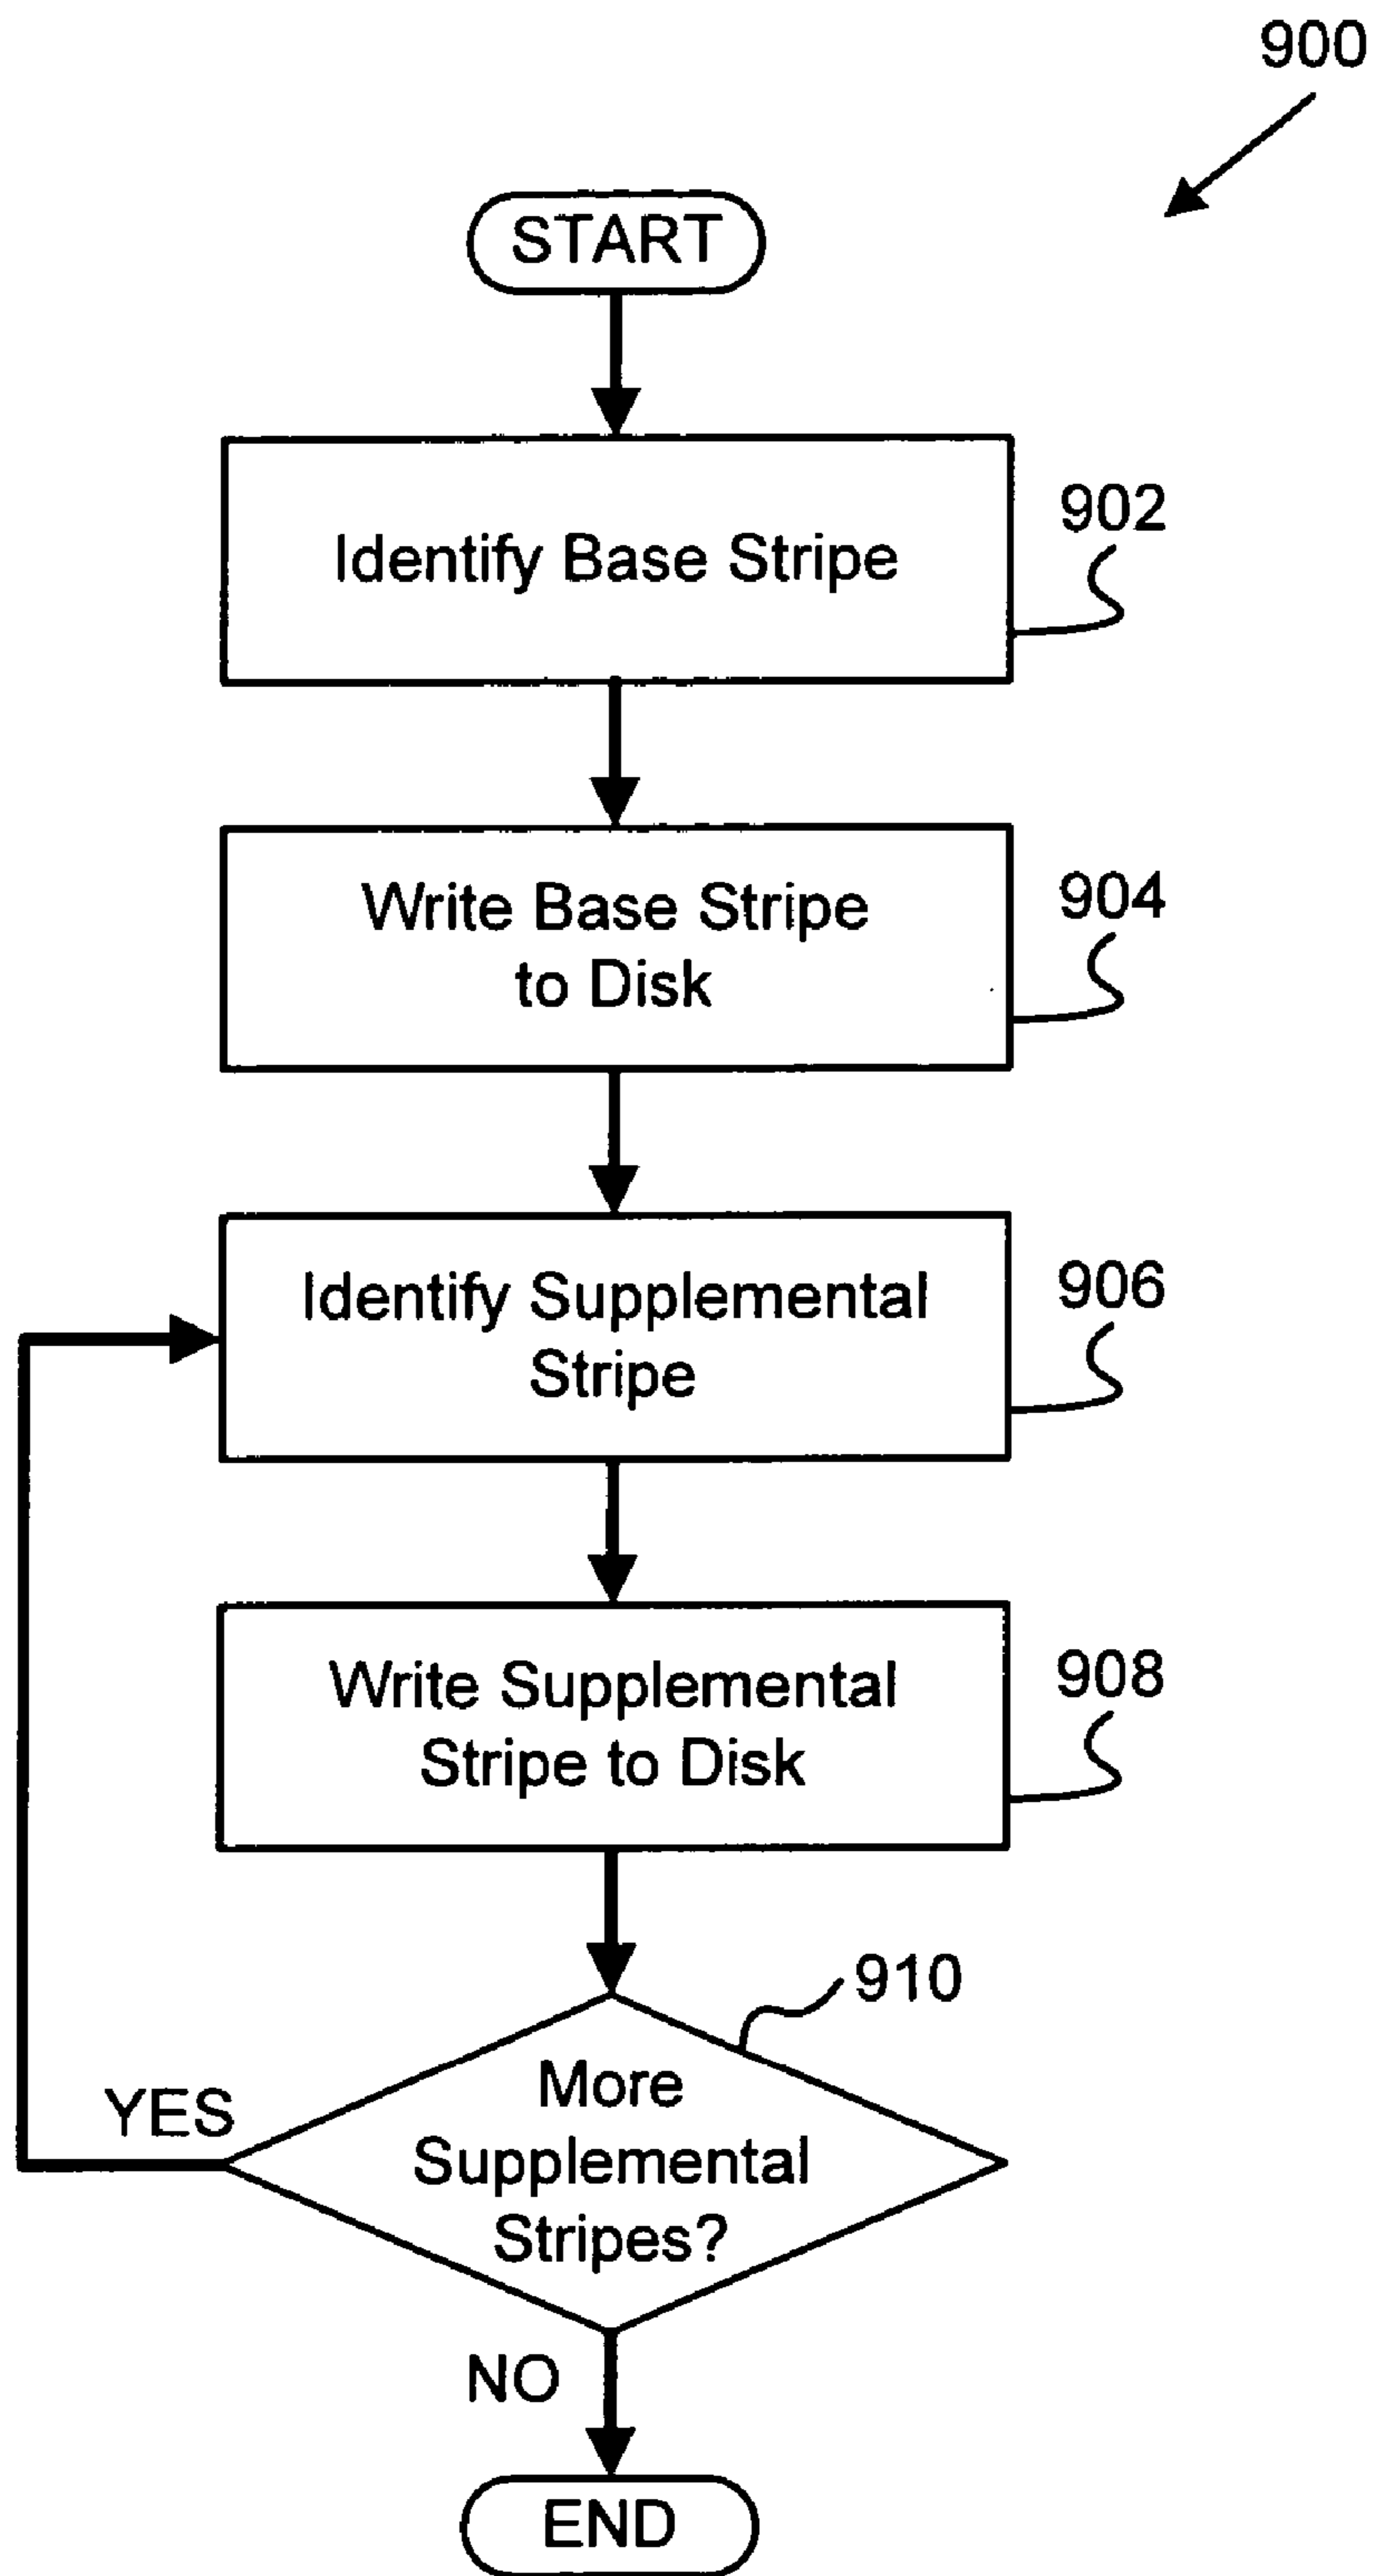 900
START
Identify Base Stripe
902
Write Base Stripe
to Disk
904
Identify Supplemental
Stripe
906
Write Supplemental
Stripe to Disk
908
910
More
Supplemental
Stripes?
YES
NO
END